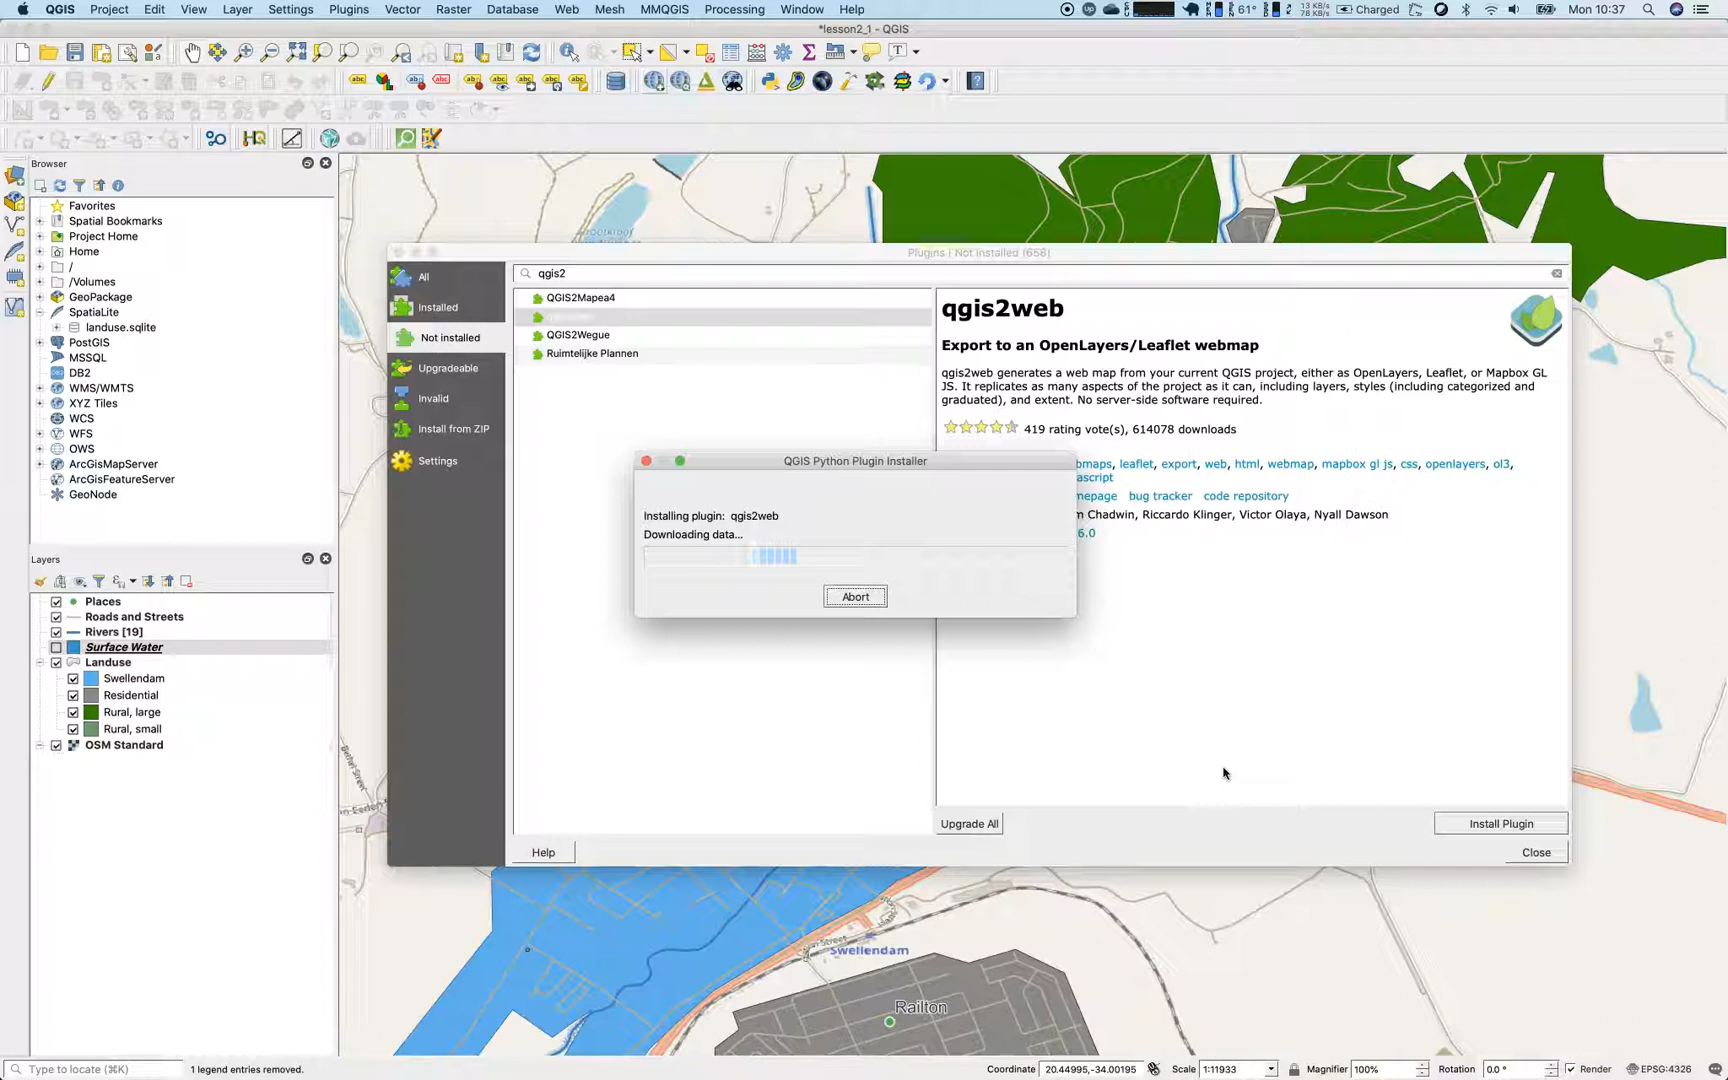 QGIS Project Edit View Layer Settings Plugins Vector Raster Database Web Mesh MMQGIS Processing Window Help 61° 13 KB/s 78 KB/s Charged Mon 10:37
*lesson2_1 - QGIS
Browser
Favorites
Spatial Bookmarks
Project Home
Home
/
/Volumes
GeoPackage
SpatiaLite
landuse.sqlite
PostGIS
MSSQL
DB2
WMS/WMTS
XYZ Tiles
WCS
WFS
OWS
ArcGisMapServer
ArcGisFeatureServer
GeoNode
Layers
Places
Roads and Streets
Rivers [19]
Surface Water
Landuse
Swellendam
Residential
Rural, large
Rural, small
OSM Standard
Plugins | Not installed (658)
All
Installed
Not installed
Upgradeable
Invalid
Install from ZIP
Settings
qgis2
QGIS2Mapea4
QGIS2Wegue
Ruimtelijke Plannen
qgis2web
Export to an OpenLayers/Leaflet webmap
qgis2web generates a web map from your current QGIS project, either as OpenLayers, Leaflet, or Mapbox GL
JS. It replicates as many aspects of the project as it can, including layers, styles (including categorized and
graduated), and extent. No server-side software required.
419 rating vote(s), 614078 downloads
bmaps, leaflet, export, web, html, webmap, mapbox gl js, css, openlayers, ol3,
ascript
mepage bug tracker code repository
m Chadwin, Riccardo Klinger, Victor Olaya, Nyall Dawson
6.0
QGIS Python Plugin Installer
Installing plugin: qgis2web
Downloading data...
Abort
Upgrade All
Install Plugin
Help
Close
Swellendam
Railton
Type to locate (⌘K)
1 legend entries removed.
Coordinate 20.44995,-34.00195
Scale 1:11933
Magnifier 100%
Rotation 0.0 °
Render
EPSG:4326